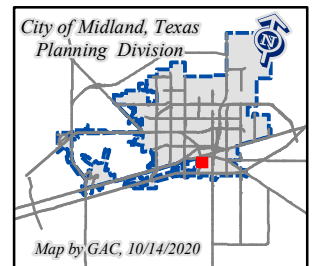 City of Midland, Texas
Planning Division
N
Map by GAC, 10/14/2020